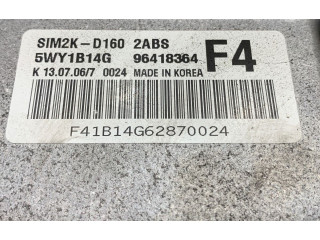 SIM2K-D160 2ABS
5WY1B14G 96418364 F4
K 13.07.06/7 0024 MADE IN KOREA
F41B14G62870024